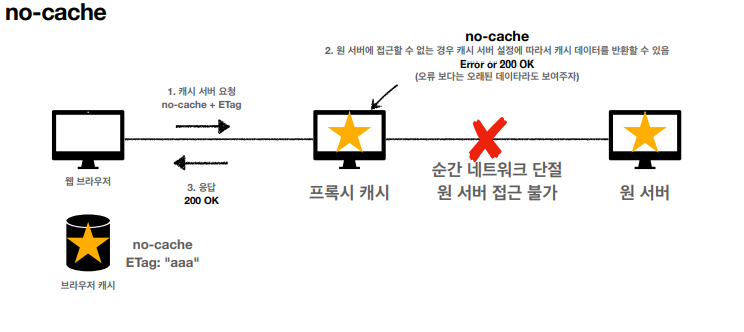 no-cache
no-cache
2. 원 서버에 접근할 수 없는 경우 캐시 서버 설정에 따라서 캐시 데이터를 반환할 수 있음
Error or 200 OK
(오류 보다는 오래된 데이타라도 보여주자)
1. 캐시 서버 요청
no-cache + ETag
3. 응답
200 OK
웹 브라우저
프록시 캐시
순간 네트워크 단절
원 서버 접근 불가
원 서버
no-cache
ETag: "aaa"
브라우저 캐시